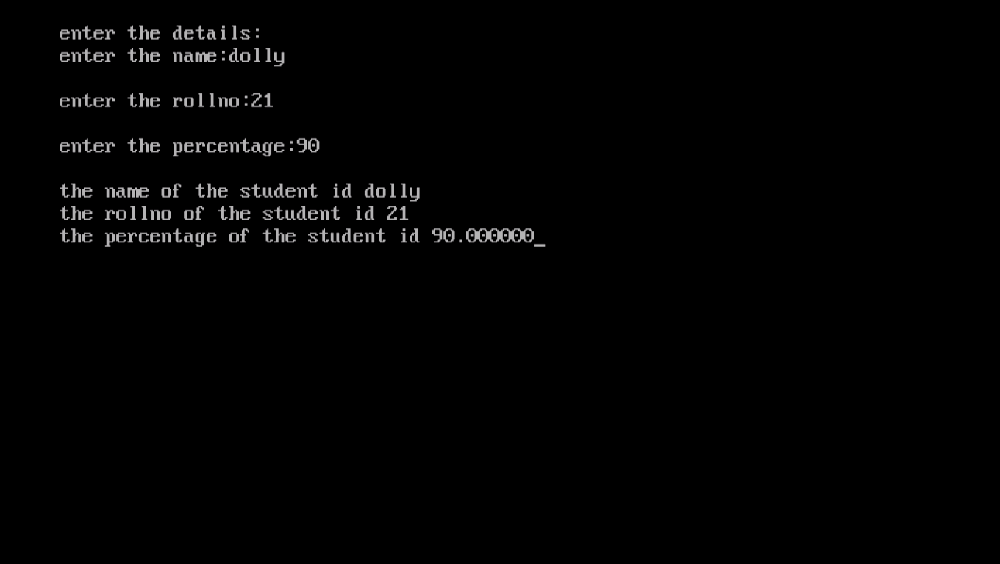 enter the details:
enter the name:dolly
enter the rollno:21
enter the percentage:90
the name of the student id dolly
the rollno of the student id 21
the percentage of the student id 90.000000_